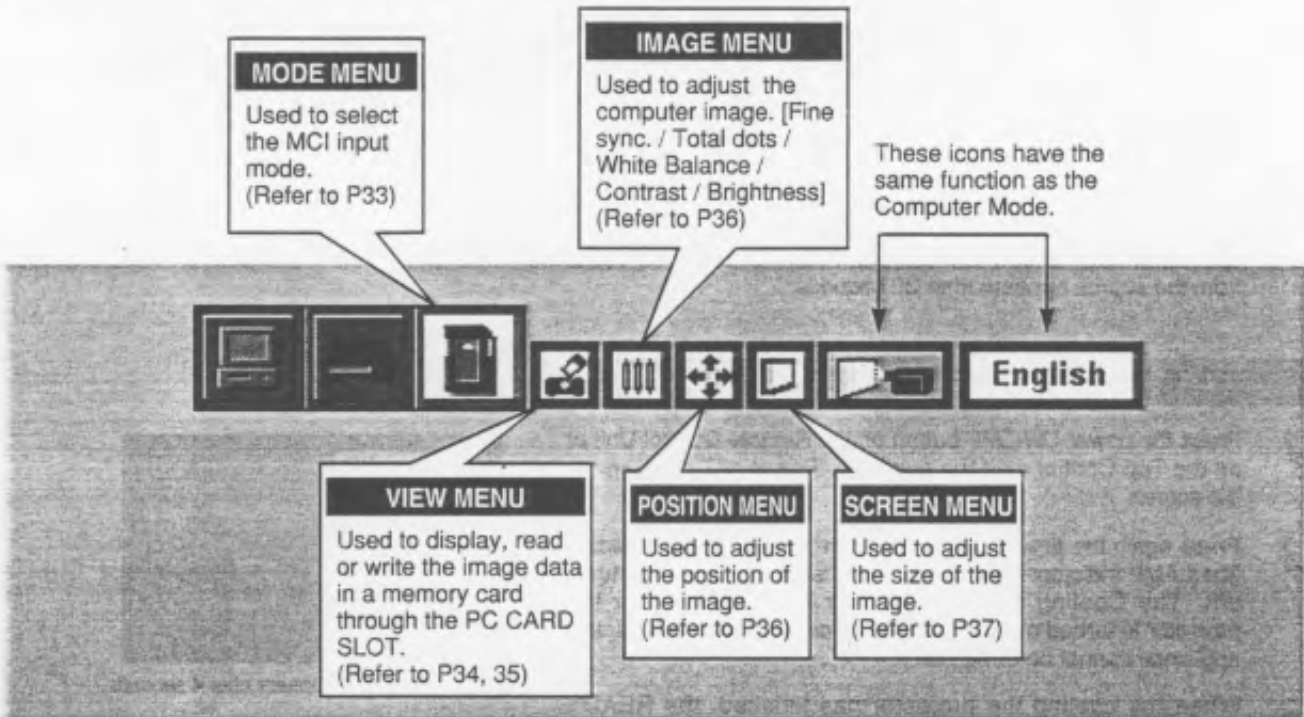 MODE MENU
Used to select
the MCI input
mode.
(Refer to P33)
IMAGE MENU
Used to adjust the
computer image. [Fine
sync. / Total dots /
White Balance /
Contrast / Brightness]
(Refer to P36)
These icons have the
same function as the
Computer Mode.
English
VIEW MENU
Used to display, read
or write the image data
in a memory card
through the PC CARD
SLOT.
(Refer to P34, 35)
POSITION MENU
Used to adjust
the position of
the image.
(Refer to P36)
SCREEN MENU
Used to adjust
the size of the
image.
(Refer to P37)